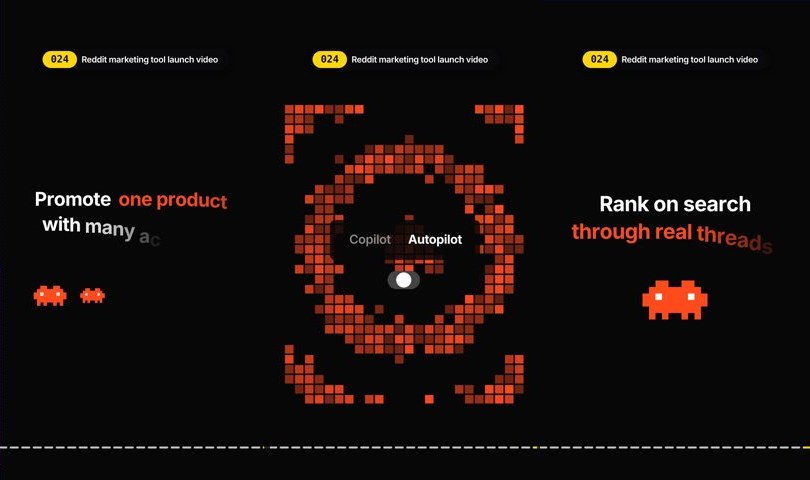 024 Reddit marketing tool launch video
Promote one product
with many ac
024 Reddit marketing tool launch video
Copilot Autopilot
024 Reddit marketing tool launch video
Rank on search
through real threads